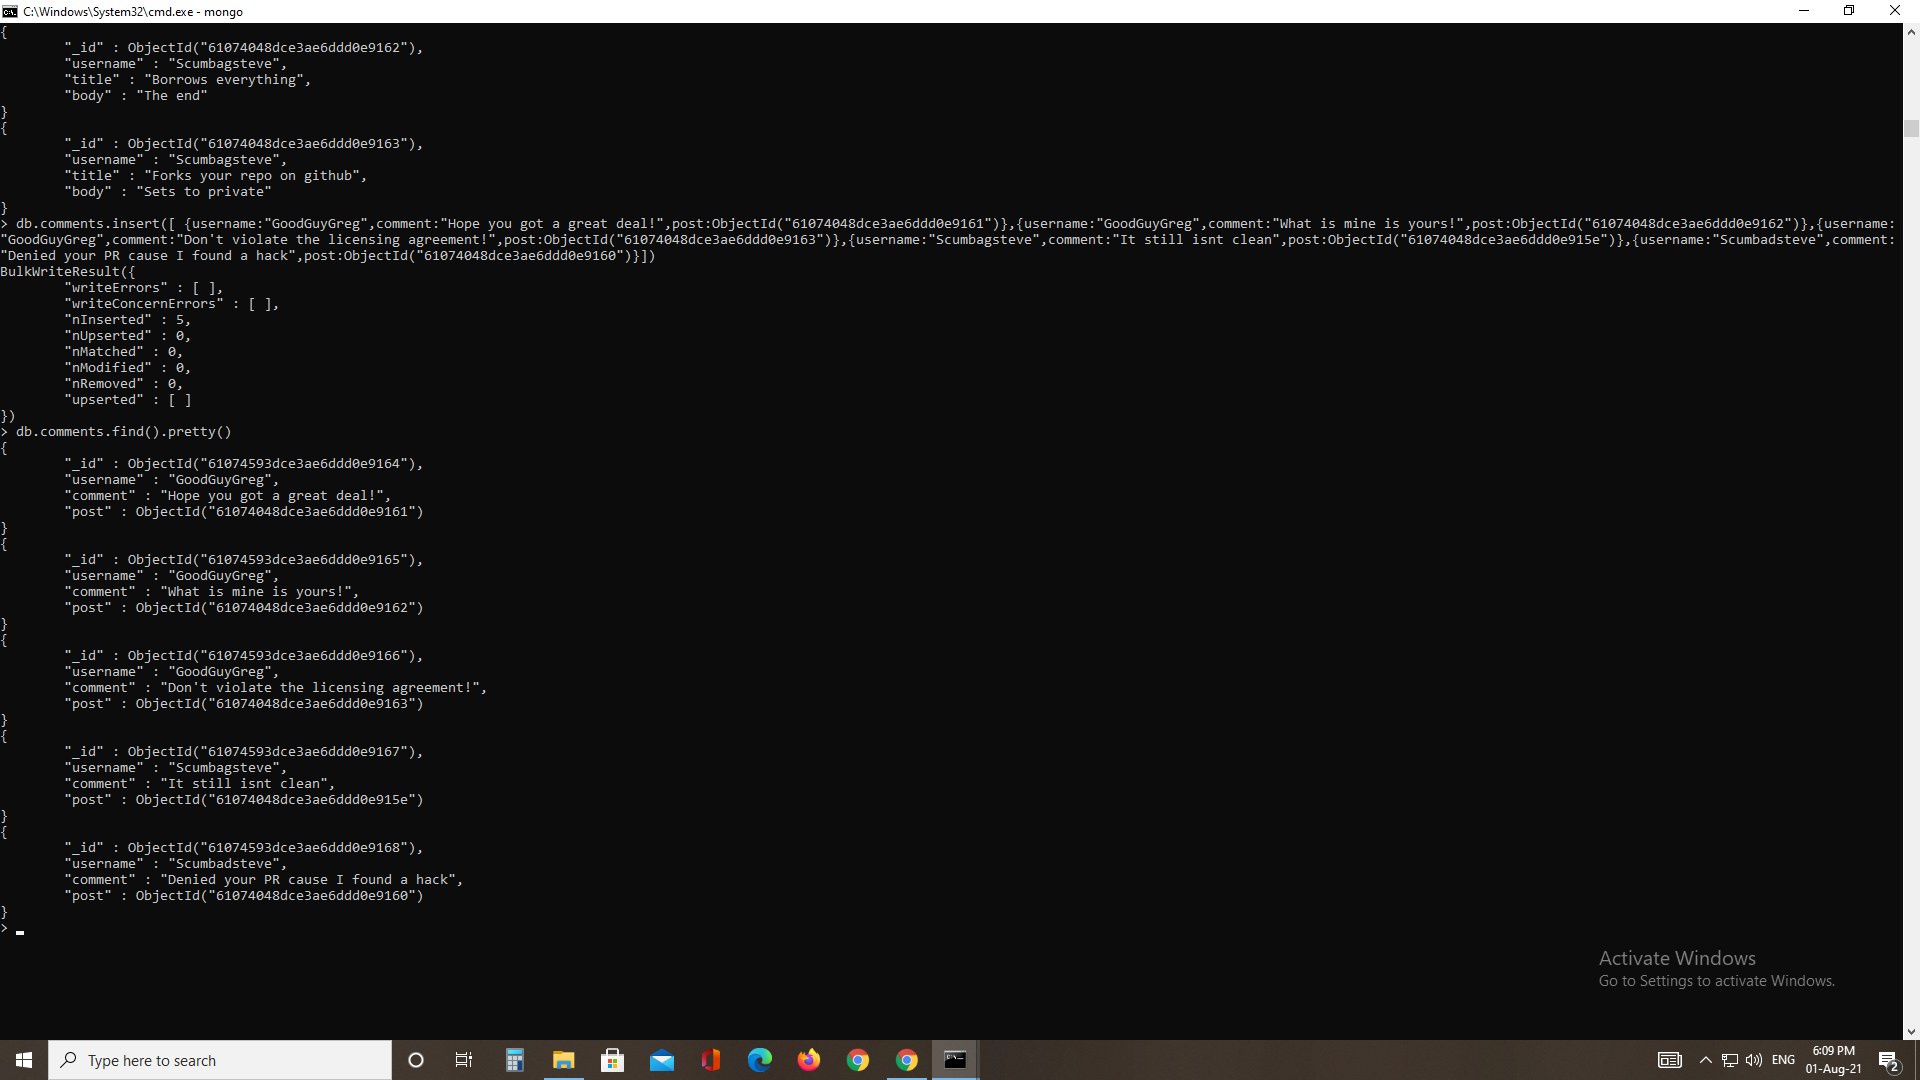 C:\Windows\System32\cmd.exe - mongo
{
"_id" : ObjectId("61074048dce3ae6ddd0e9162"),
"username" : "Scumbagsteve",
"title" : "Borrows everything",
"body" : "The end"
}
{
"_id" : ObjectId("61074048dce3ae6ddd0e9163"),
"username" : "Scumbagsteve",
"title" : "Forks your repo on github",
"body" : "Sets to private"
}
> db.comments.insert([ {username:"GoodGuyGreg",comment:"Hope you got a great deal!",post:ObjectId("61074048dce3ae6ddd0e9161")},{username:"GoodGuyGreg",comment:"What is mine is yours!",post:ObjectId("61074048dce3ae6ddd0e9162")},{username:
"GoodGuyGreg",comment:"Don't violate the licensing agreement!",post:ObjectId("61074048dce3ae6ddd0e9163")},{username:"Scumbagsteve",comment:"It still isnt clean",post:ObjectId("61074048dce3ae6ddd0e915e")},{username:"Scumbadsteve",comment:
"Denied your PR cause I found a hack",post:ObjectId("61074048dce3ae6ddd0e9160")}])
BulkWriteResult({
"writeErrors" : [ ],
"writeConcernErrors" : [ ],
"nInserted" : 5,
"nUpserted" : 0,
"nMatched" : 0,
"nModified" : 0,
"nRemoved" : 0,
"upserted" : [ ]
})
> db.comments.find().pretty()
{
"_id" : ObjectId("61074593dce3ae6ddd0e9164"),
"username" : "GoodGuyGreg",
"comment" : "Hope you got a great deal!",
"post" : ObjectId("61074048dce3ae6ddd0e9161")
}
{
"_id" : ObjectId("61074593dce3ae6ddd0e9165"),
"username" : "GoodGuyGreg",
"comment" : "What is mine is yours!",
"post" : ObjectId("61074048dce3ae6ddd0e9162")
}
{
"_id" : ObjectId("61074593dce3ae6ddd0e9166"),
"username" : "GoodGuyGreg",
"comment" : "Don't violate the licensing agreement!",
"post" : ObjectId("61074048dce3ae6ddd0e9163")
}
{
"_id" : ObjectId("61074593dce3ae6ddd0e9167"),
"username" : "Scumbagsteve",
"comment" : "It still isnt clean",
"post" : ObjectId("61074048dce3ae6ddd0e915e")
}
{
"_id" : ObjectId("61074593dce3ae6ddd0e9168"),
"username" : "Scumbadsteve",
"comment" : "Denied your PR cause I found a hack",
"post" : ObjectId("61074048dce3ae6ddd0e9160")
}
>
Activate Windows
Go to Settings to activate Windows.
Type here to search
ENG
6:09 PM
01-Aug-21
2